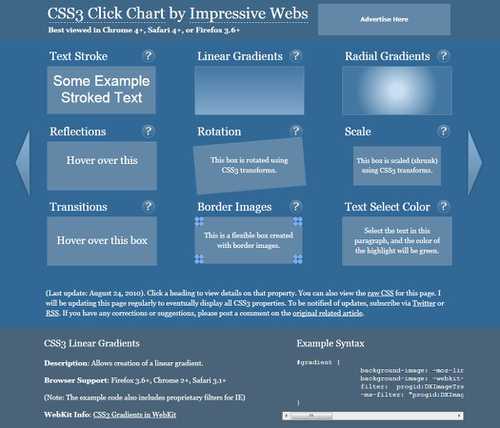 CSS3 Click Chart by Impressive Webs
Best viewed in Chrome 4+, Safari 4+, or Firefox 3.6+
Advertise Here
Text Stroke ?
Linear Gradients ?
Radial Gradients ?
Some Example
Stroked Text
Reflections ?
Rotation ?
Scale ?
Hover over this
This box is rotated using
CSS3 transforms.
This box is scaled (shrunk)
using CSS3 transforms.
Transitions ?
Border Images ?
Text Select Color ?
Hover over this box
This is a flexible box created
with border images.
Select the text in this
paragraph, and the color of
the highlight will be green.
(Last update: August 24, 2010). Click a heading to view details on that property. You can also view the raw CSS for this page. I
will be updating this page regularly to eventually display all CSS3 properties. To be notified of updates, subscribe via Twitter or
RSS. If you have any corrections or suggestions, please post a comment on the original related article.
CSS3 Linear Gradients
Description: Allows creation of a linear gradient.
Browser Support: Firefox 3.6+, Chrome 2+, Safari 3.1+
(Note: The example code also includes proprietary filters for IE)
WebKit Info: CSS3 Gradients in WebKit
Example Syntax
#gradient {
background-image: -moz-lin
background-image: -webkit-
filter: progid:DXImageTra
-ms-filter: "progid:DXImag
}